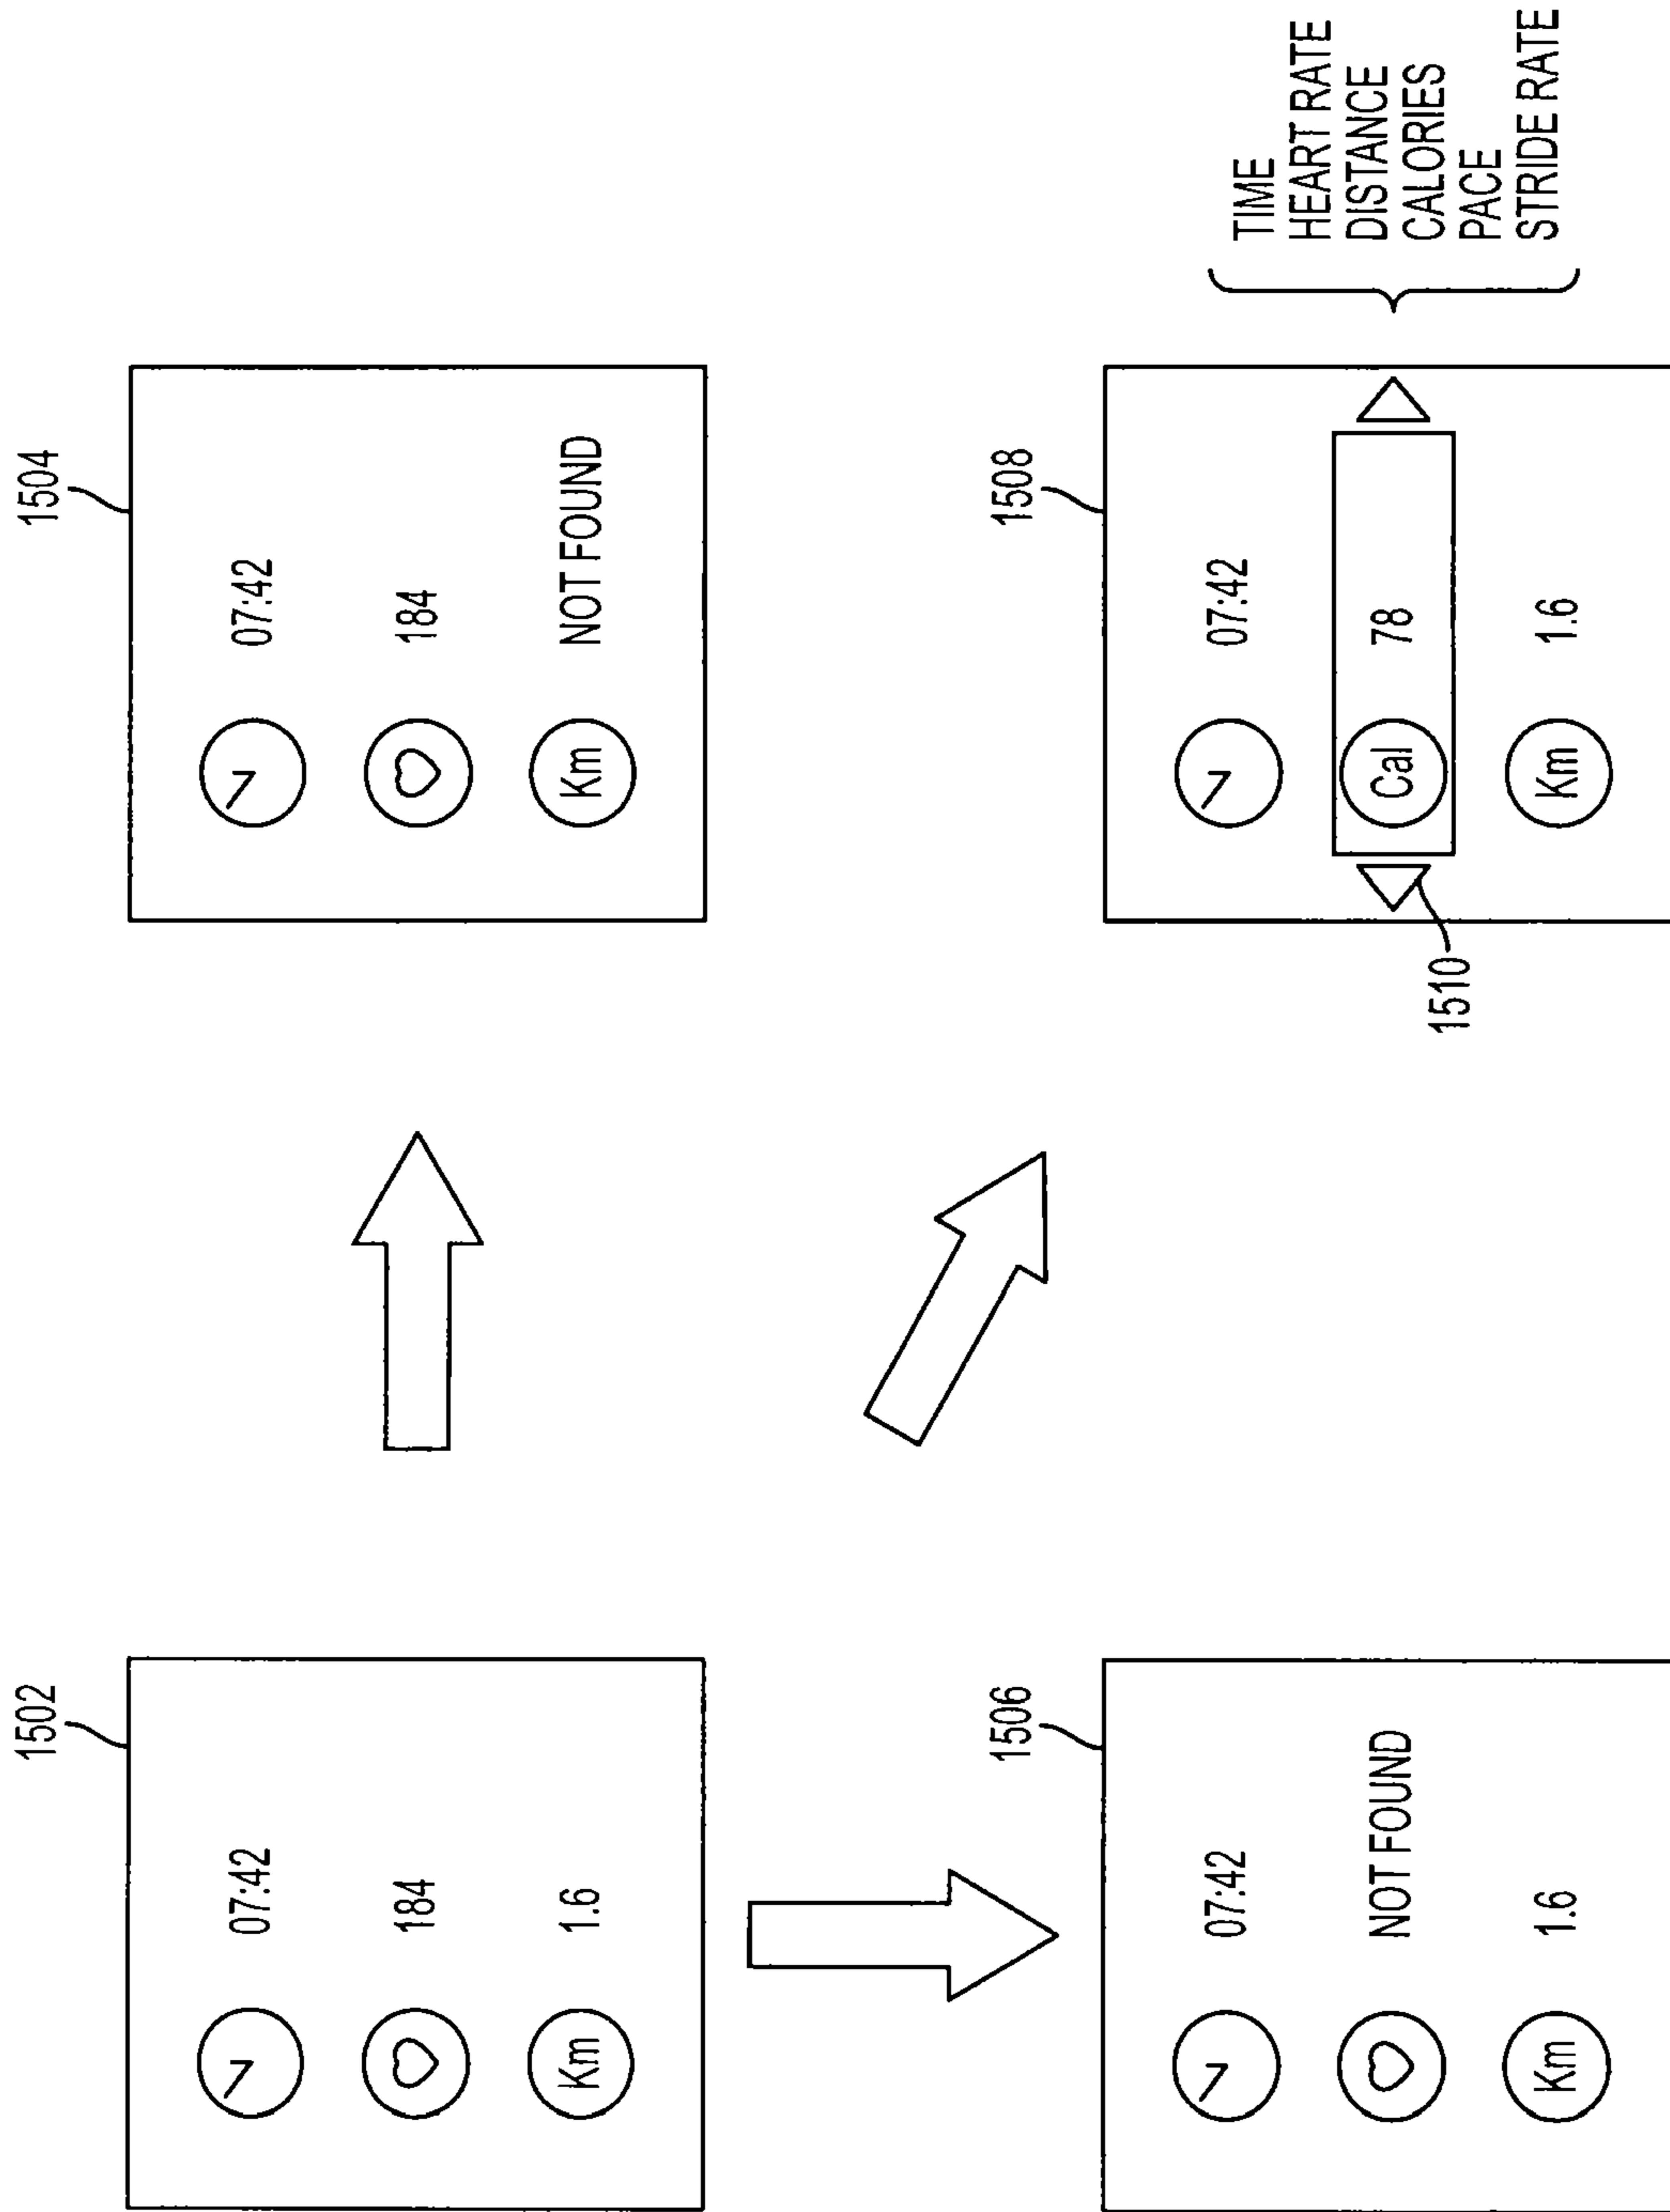 1502
07:42
184
Km 1.6
1504
07:42
184
Km NOT FOUND
1506
07:42
NOT FOUND
Km 1.6
1508
07:42
Cal 78
Km 1.6
1510
TIME
HEART RATE
DISTANCE
CALORIES
PACE
STRIDE RATE